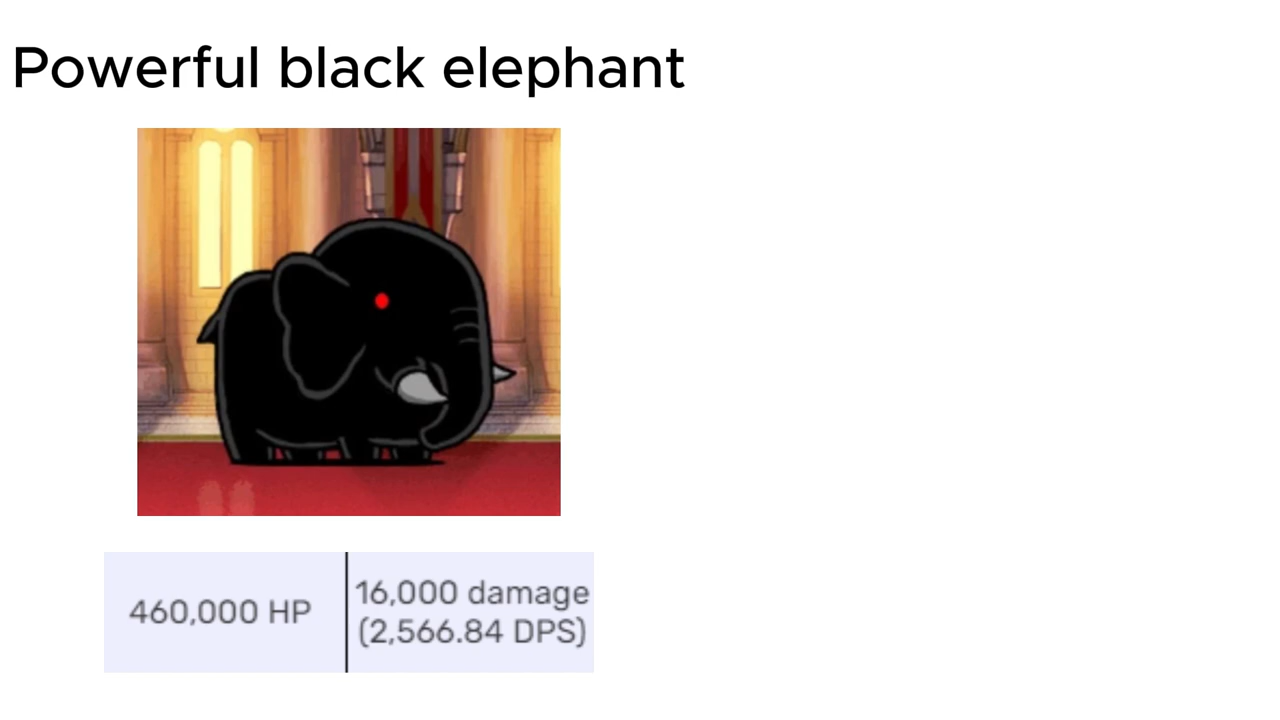 Powerful black elephant
460,000 HP
16,000 damage
(2,566.84 DPS)